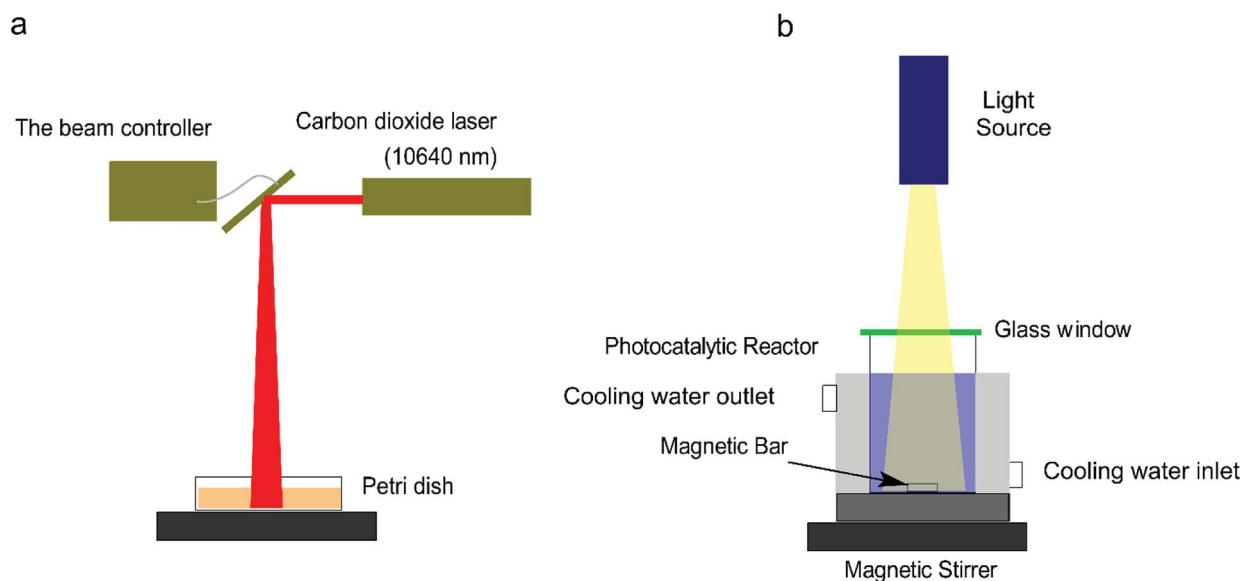 a
The beam controller
Carbon dioxide laser
(10640 nm)
Petri dish
b
Light
Source
Glass window
Photocatalytic Reactor
Cooling water outlet
Magnetic Bar
Cooling water inlet
Magnetic Stirrer